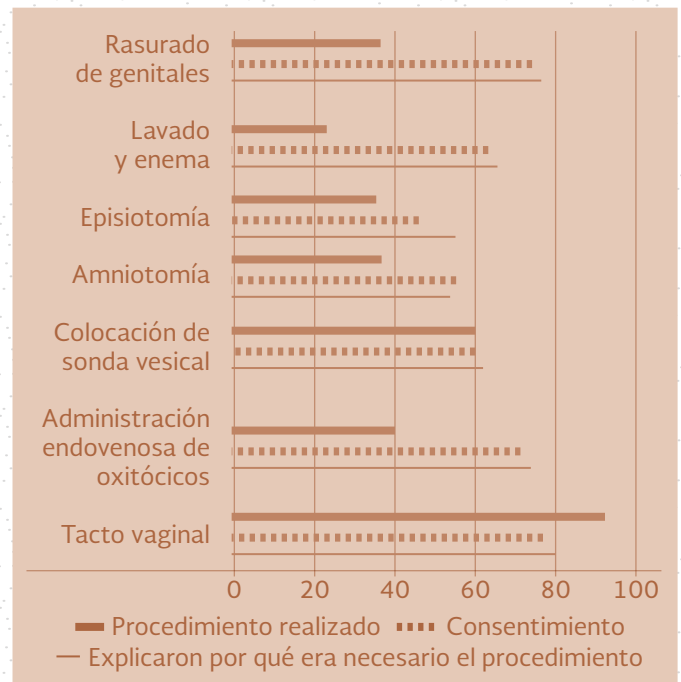 Rasurado
de genitales
Lavado
y enema
Episiotomía
Amniotomía
Colocación de
sonda vesical
Administración
endovenosa de
oxitócicos
Tacto vaginal
0 20 40 60 80 100
Procedimiento realizado Consentimiento
Explicaron por qué era necesario el procedimiento